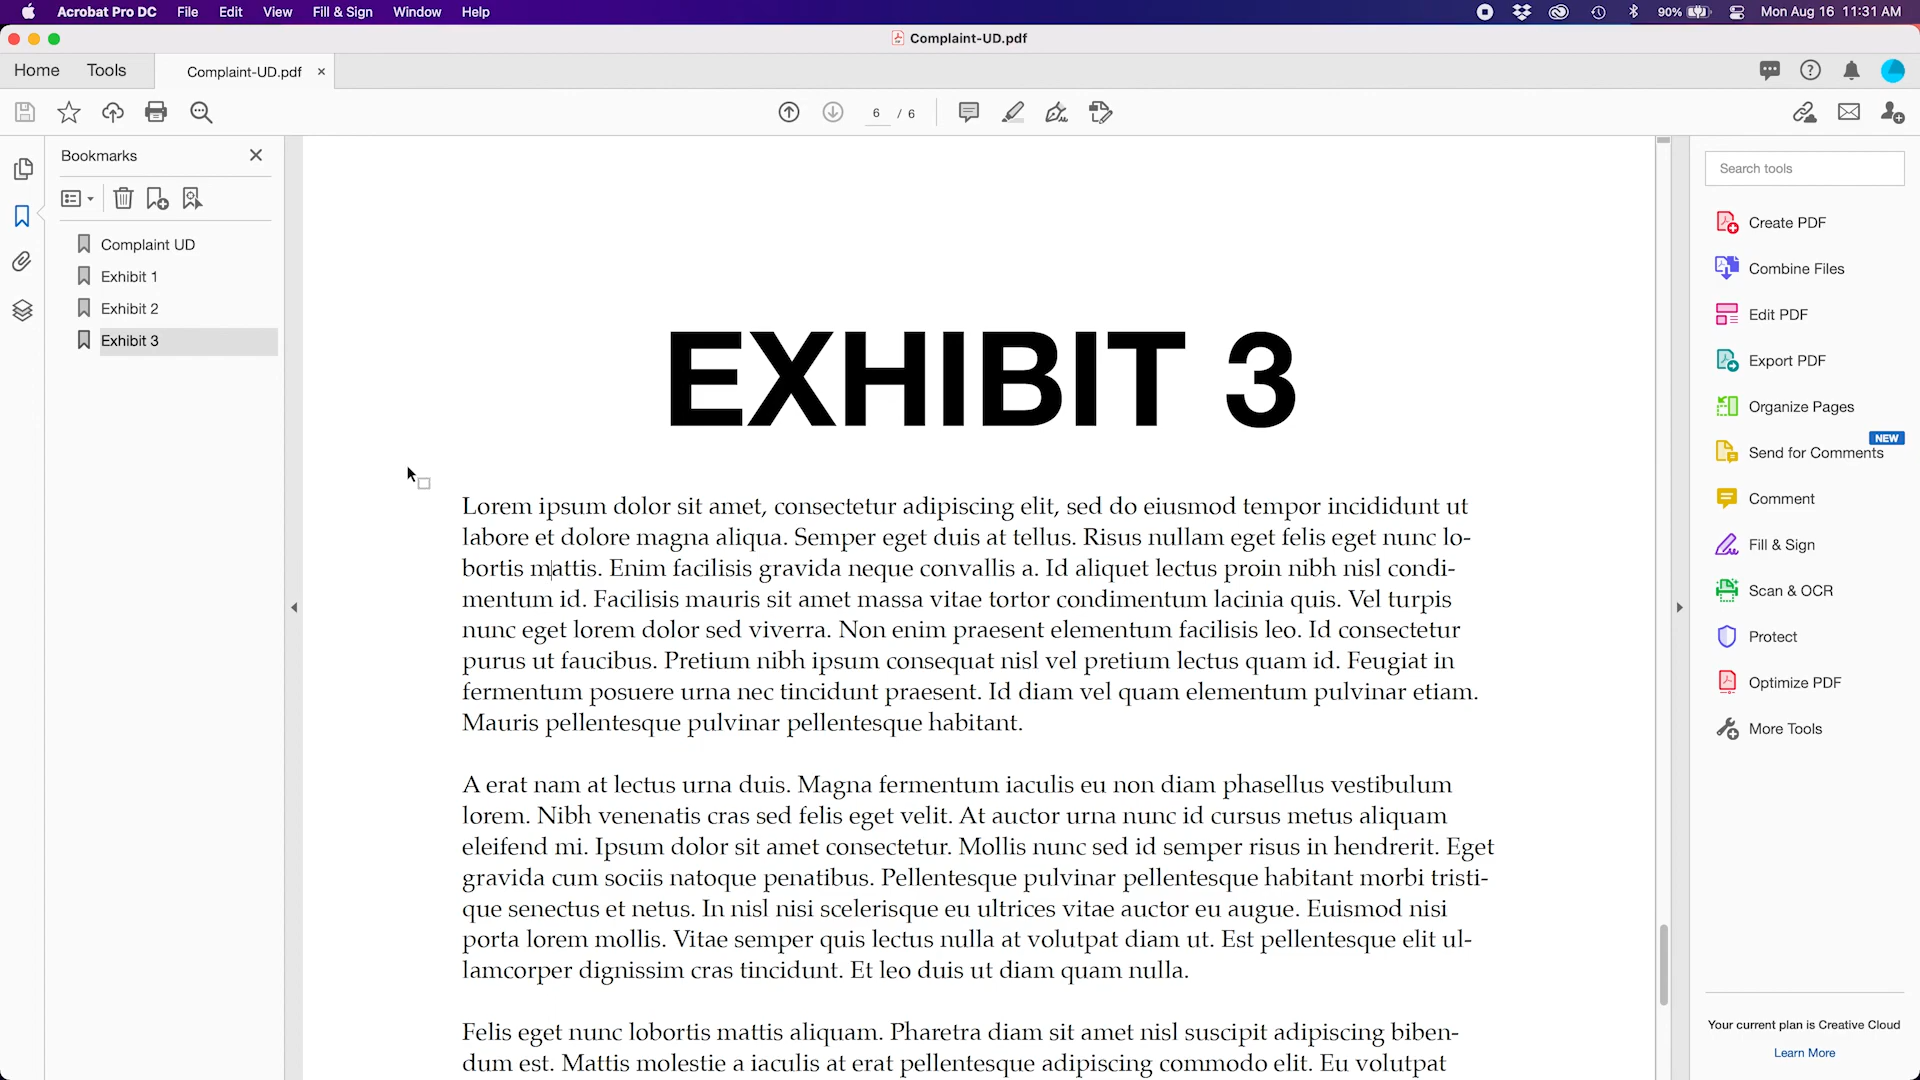 Acrobat Pro DC File Edit View Fill & Sign Window Help 90% Mon Aug 16 11:31 AM
Complaint-UD.pdf
Home Tools Complaint-UD.pdf ×
6 / 6
Bookmarks
Complaint UD
Exhibit 1
Exhibit 2
Exhibit 3
EXHIBIT 3
Lorem ipsum dolor sit amet, consectetur adipiscing elit, sed do eiusmod tempor incididunt ut
labore et dolore magna aliqua. Semper eget duis at tellus. Risus nullam eget felis eget nunc lo-
bortis mattis. Enim facilisis gravida neque convallis a. Id aliquet lectus proin nibh nisl condi-
mentum id. Facilisis mauris sit amet massa vitae tortor condimentum lacinia quis. Vel turpis
nunc eget lorem dolor sed viverra. Non enim praesent elementum facilisis leo. Id consectetur
purus ut faucibus. Pretium nibh ipsum consequat nisl vel pretium lectus quam id. Feugiat in
fermentum posuere urna nec tincidunt praesent. Id diam vel quam elementum pulvinar etiam.
Mauris pellentesque pulvinar pellentesque habitant.
A erat nam at lectus urna duis. Magna fermentum iaculis eu non diam phasellus vestibulum
lorem. Nibh venenatis cras sed felis eget velit. At auctor urna nunc id cursus metus aliquam
eleifend mi. Ipsum dolor sit amet consectetur. Mollis nunc sed id semper risus in hendrerit. Eget
gravida cum sociis natoque penatibus. Pellentesque pulvinar pellentesque habitant morbi tristi-
que senectus et netus. In nisl nisi scelerisque eu ultrices vitae auctor eu augue. Euismod nisi
porta lorem mollis. Vitae semper quis lectus nulla at volutpat diam ut. Est pellentesque elit ul-
lamcorper dignissim cras tincidunt. Et leo duis ut diam quam nulla.
Felis eget nunc lobortis mattis aliquam. Pharetra diam sit amet nisl suscipit adipiscing biben-
dum est. Mattis molestie a iaculis at erat pellentesque adipiscing commodo elit. Eu volutpat
Search tools
Create PDF
Combine Files
Edit PDF
Export PDF
Organize Pages
NEW
Send for Comments
Comment
Fill & Sign
Scan & OCR
Protect
Optimize PDF
More Tools
Your current plan is Creative Cloud
Learn More